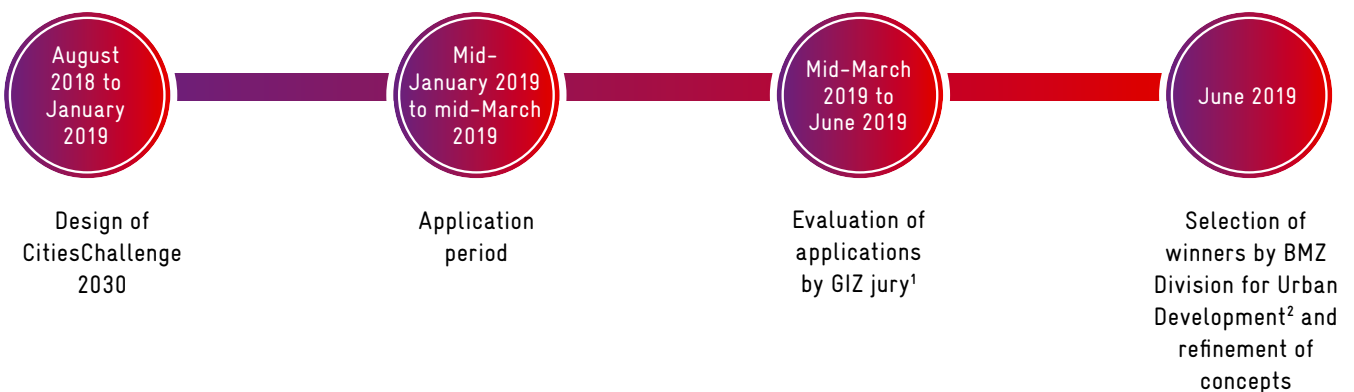 August
2018 to
January
2019
Mid-
January 2019
to mid-March
2019
Mid-March
2019 to
June 2019
June 2019
Design of
CitiesChallenge
2030
Application
period
Evaluation of
applications
by GIZ jury¹
Selection of
winners by BMZ
Division for Urban
Development² and
refinement of
concepts